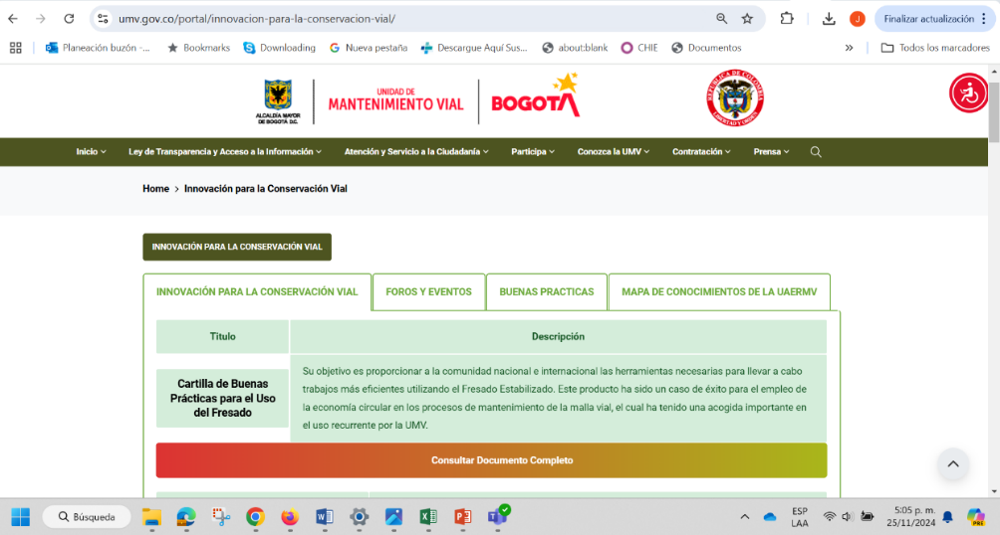 umv.gov.co/portal/innovacion-para-la-conservacion-vial/
J
Finalizar actualización
Planeación buzón -...
Bookmarks
Downloading
Nueva pestaña
Descargue Aquí Sus...
about:blank
CHIE
Documentos
»
Todos los marcadores
ALCALDÍA MAYOR
DE BOGOTÁ D.C.
UNIDAD DE
MANTENIMIENTO VIAL
BOGOTÁ
REPUBLICA DE COLOMBIA
LIBERTAD Y ORDEN
Inicio
Ley de Transparencia y Acceso a la Información
Atención y Servicio a la Ciudadanía
Participa
Conozca la UMV
Contratación
Prensa
Home > Innovación para la Conservación Vial
INNOVACIÓN PARA LA CONSERVACIÓN VIAL
INNOVACIÓN PARA LA CONSERVACIÓN VIAL
FOROS Y EVENTOS
BUENAS PRACTICAS
MAPA DE CONOCIMIENTOS DE LA UAERMV
Titulo
Descripción
Cartilla de Buenas
Prácticas para el Uso
del Fresado
Su objetivo es proporcionar a la comunidad nacional e internacional las herramientas necesarias para llevar a cabo
trabajos más eficientes utilizando el Fresado Estabilizado. Este producto ha sido un caso de éxito para el empleo de
la economía circular en los procesos de mantenimiento de la malla vial, el cual ha tenido una acogida importante en
el uso recurrente por la UMV.
Consultar Documento Completo
Búsqueda
ESP
LAA
5:05 p. m.
25/11/2024
PRE